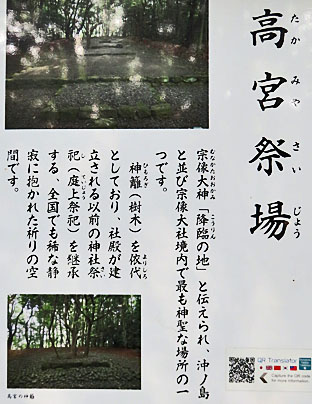 高宮祭場
たかみやさいじょう
宗像大神「降臨の地」と伝えられ、沖ノ島
むなかたおおかみ こうりん
と並び宗像大社境内で最も神聖な場所の一
つです。
神籬（樹木）を依代
ひもろぎ よりしろ
としており、社殿が建
立される以前の神社祭
祀（庭上祭祀）を継承
する、全国でも稀な静
寂に抱かれた祈りの空
間です。
高宮の神籬
QR Translator
Capture the QR code
for more information.